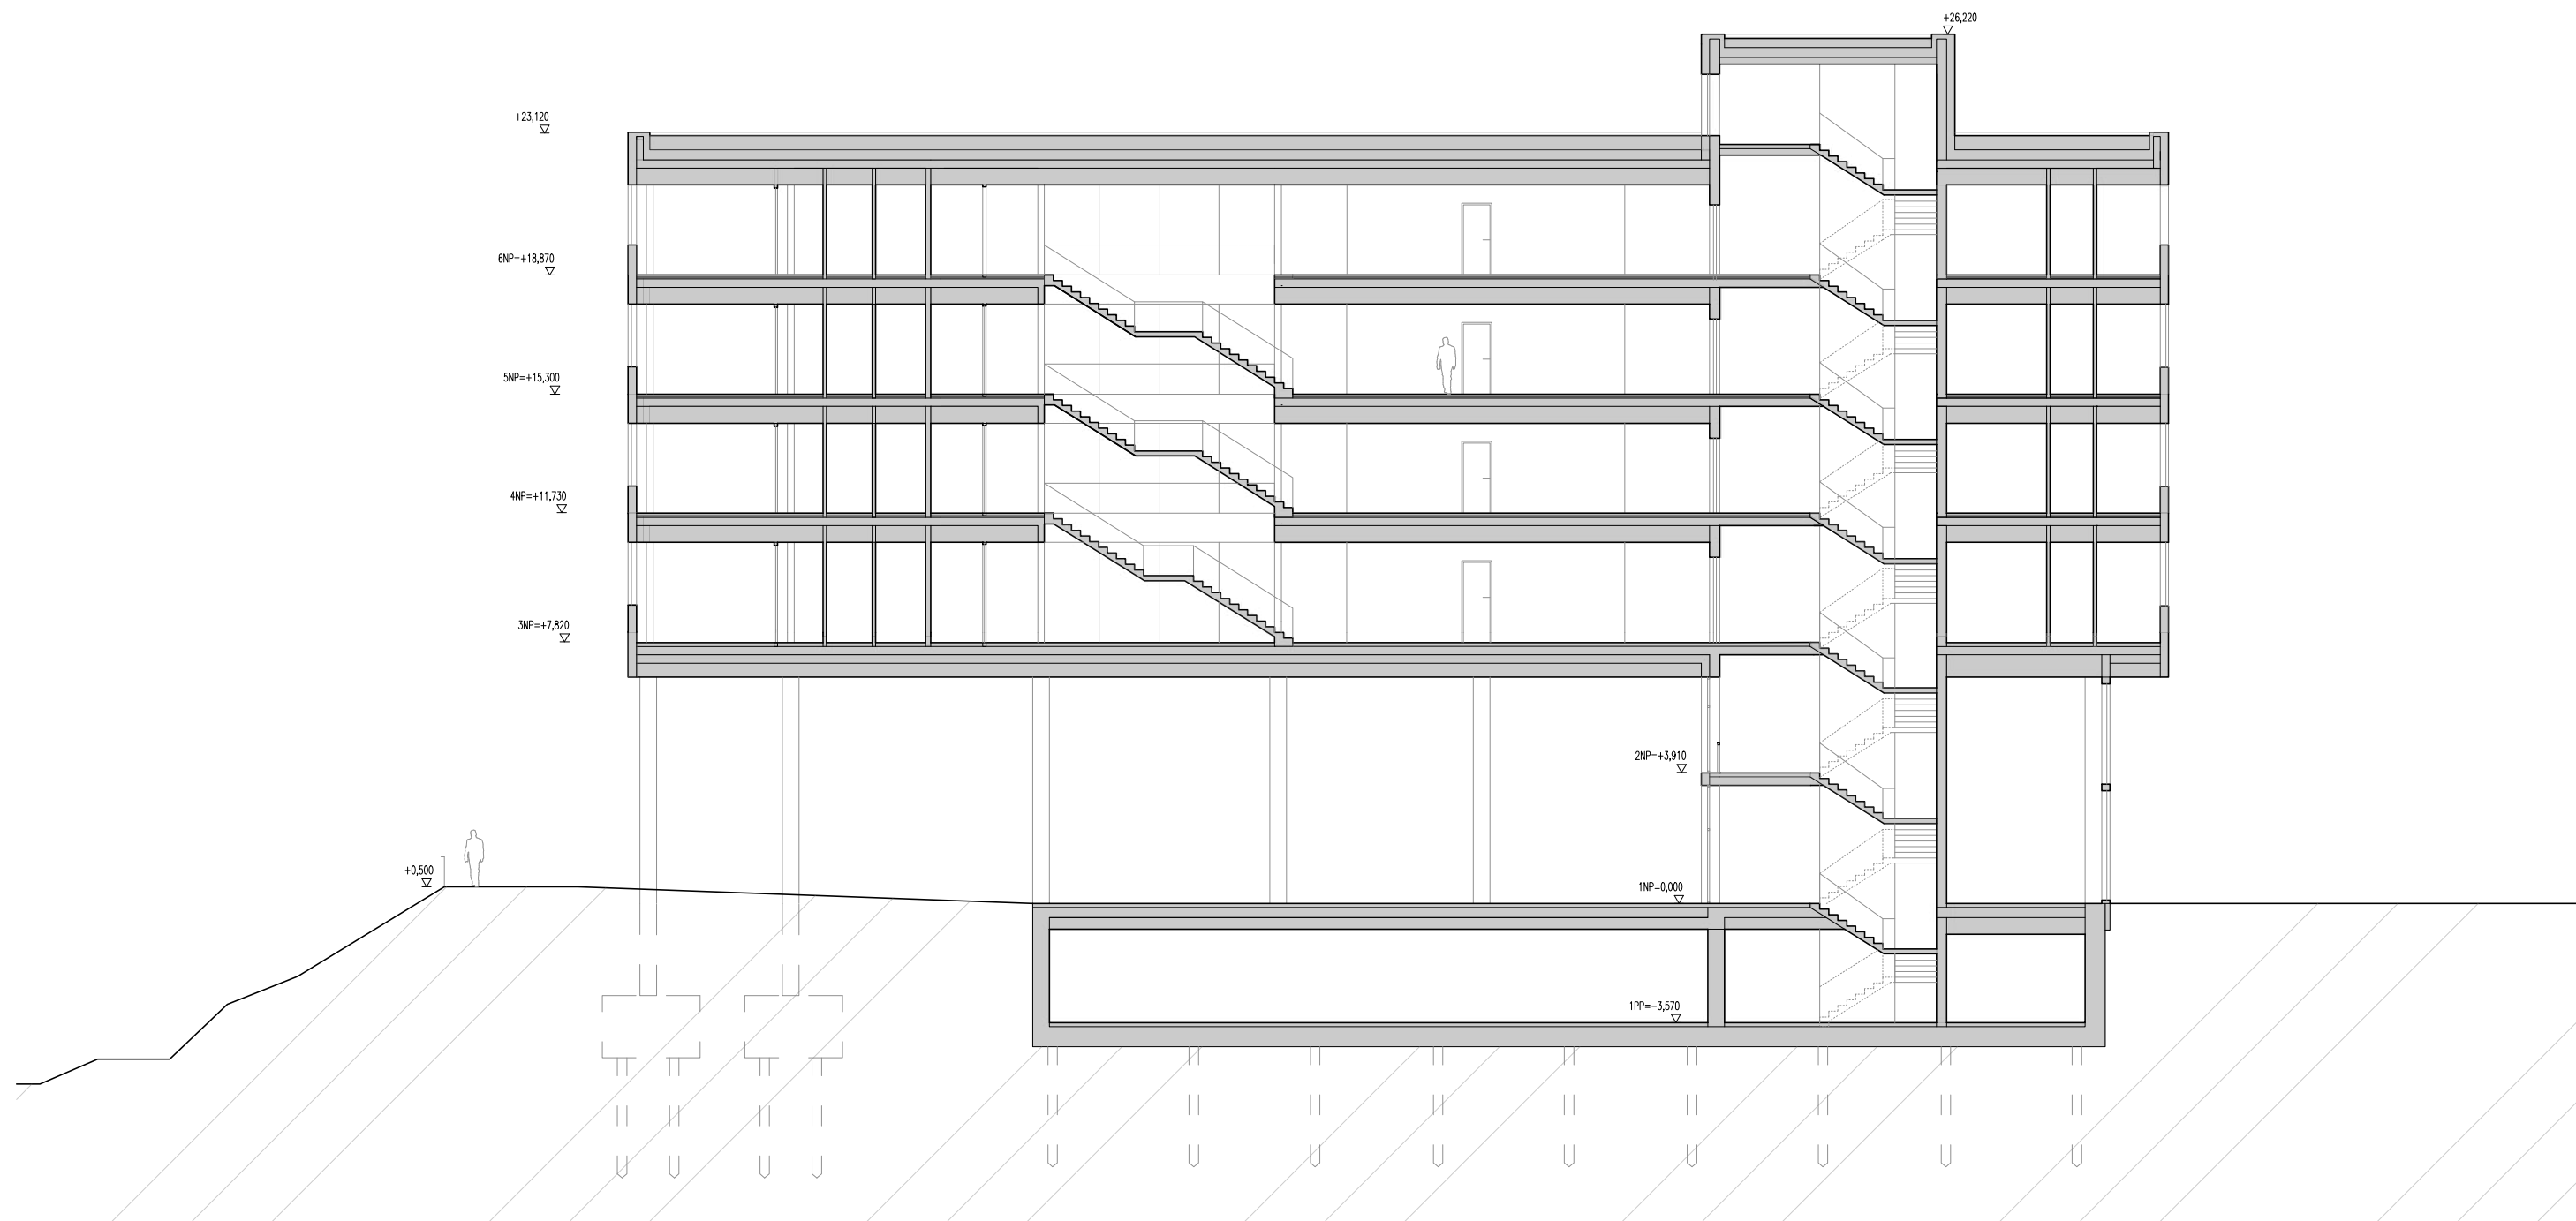 +26,220
+23,120
6NP=+18,870
5NP=+15,300
4NP=+11,730
3NP=+7,820
2NP=+3,910
+0,500
1NP=0,000
1PP=-3,570